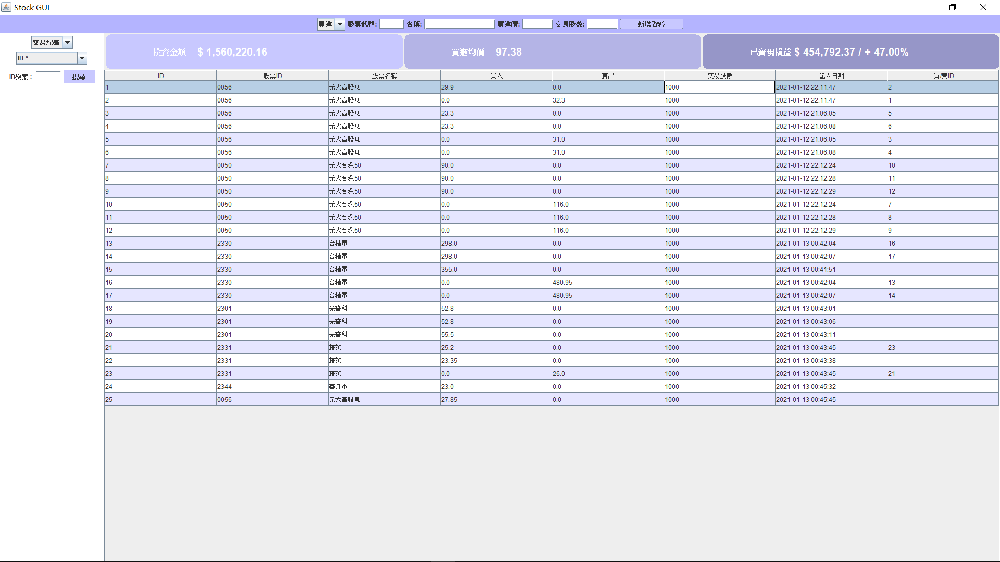 Stock GUI
買進 股票代號: 名稱: 買進價: 交易股數: 新增資料
交易紀錄
ID ^
ID檢索 : 搜尋
投資金額 $ 1,560,220.16 買進均價 97.38 已實現損益 $ 454,792.37 / + 47.00%
ID 股票ID 股票名稱 買入 賣出 交易股數 記入日期 買/賣ID
1 0056 元大高股息 29.9 0.0 1000 2021-01-12 22:11:47 2
2 0056 元大高股息 0.0 32.3 1000 2021-01-12 22:11:47 1
3 0056 元大高股息 23.3 0.0 1000 2021-01-12 21:06:05 5
4 0056 元大高股息 23.3 0.0 1000 2021-01-12 21:06:08 6
5 0056 元大高股息 0.0 31.0 1000 2021-01-12 21:06:05 3
6 0056 元大高股息 0.0 31.0 1000 2021-01-12 21:06:08 4
7 0050 元大台灣50 90.0 0.0 1000 2021-01-12 22:12:24 10
8 0050 元大台灣50 90.0 0.0 1000 2021-01-12 22:12:28 11
9 0050 元大台灣50 90.0 0.0 1000 2021-01-12 22:12:29 12
10 0050 元大台灣50 0.0 116.0 1000 2021-01-12 22:12:24 7
11 0050 元大台灣50 0.0 116.0 1000 2021-01-12 22:12:28 8
12 0050 元大台灣50 0.0 116.0 1000 2021-01-12 22:12:29 9
13 2330 台積電 298.0 0.0 1000 2021-01-13 00:42:04 16
14 2330 台積電 298.0 0.0 1000 2021-01-13 00:42:07 17
15 2330 台積電 355.0 0.0 1000 2021-01-13 00:41:51
16 2330 台積電 0.0 480.95 1000 2021-01-13 00:42:04 13
17 2330 台積電 0.0 480.95 1000 2021-01-13 00:42:07 14
18 2301 光寶科 52.8 0.0 1000 2021-01-13 00:43:01
19 2301 光寶科 52.8 0.0 1000 2021-01-13 00:43:06
20 2301 光寶科 55.5 0.0 1000 2021-01-13 00:43:11
21 2331 精英 25.2 0.0 1000 2021-01-13 00:43:45 23
22 2331 精英 23.35 0.0 1000 2021-01-13 00:43:38
23 2331 精英 0.0 26.0 1000 2021-01-13 00:43:45 21
24 2344 華邦電 23.0 0.0 1000 2021-01-13 00:45:32
25 0056 元大高股息 27.85 0.0 1000 2021-01-13 00:45:45